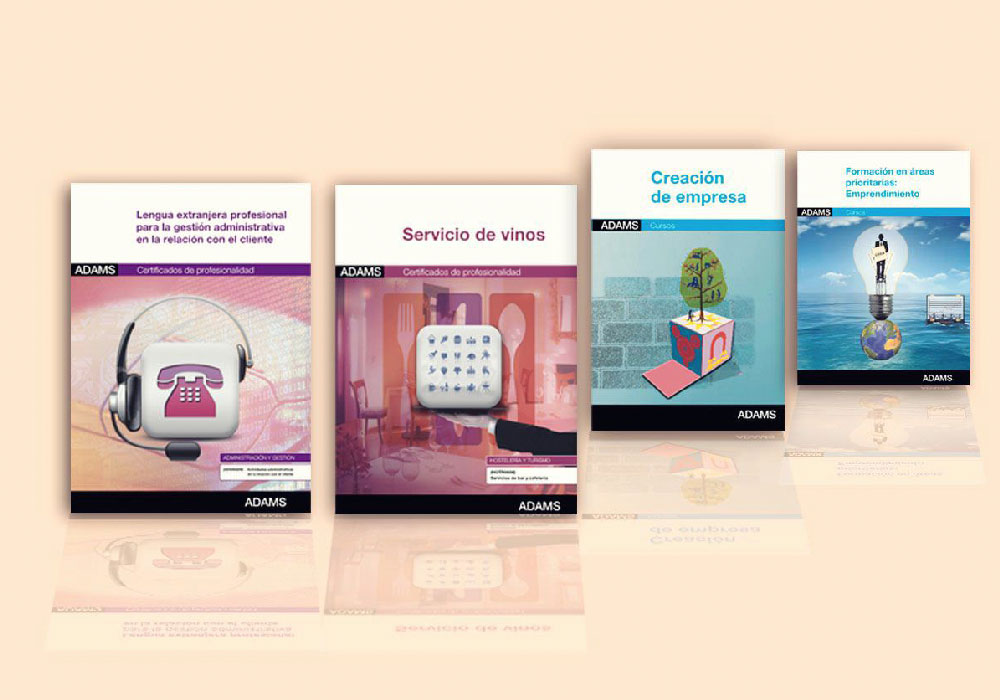 Lengua extranjera profesional
para la gestión administrativa
en la relación con el cliente
ADAMS Certificados de profesionalidad
ADMINISTRACIÓN Y GESTIÓN
ADAMS
Servicio de vinos
ADAMS Certificados de profesionalidad
HOSTELERÍA Y TURISMO
Servicios de bar y cafetería
ADAMS
Creación
de empresa
ADAMS Cursos
ADAMS
Formación en áreas
prioritarias:
Emprendimiento
ADAMS Cursos
ADAMS